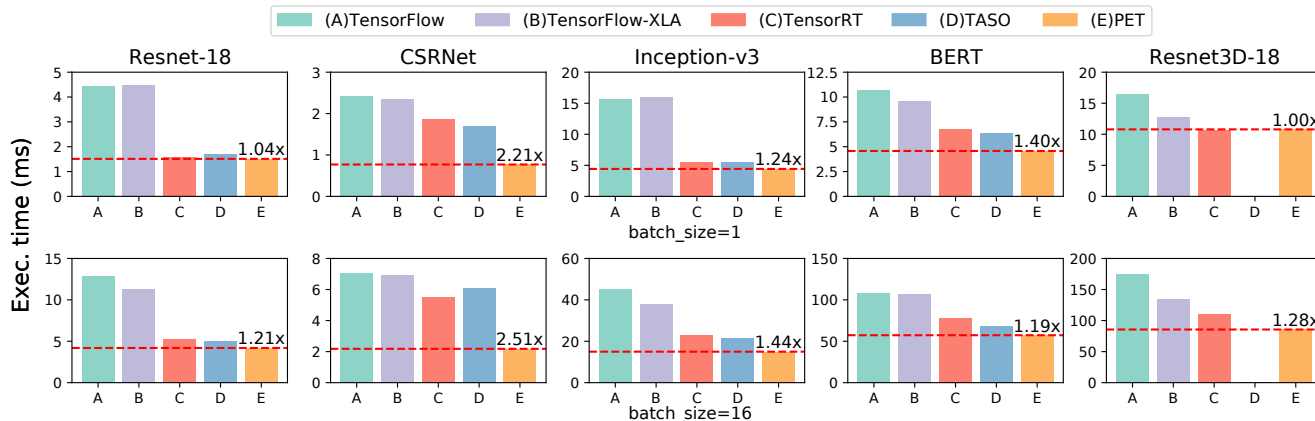 (A)TensorFlow (B)TensorFlow-XLA (C)TensorRT (D)TASO (E)PET
Exec. time (ms)
Resnet-18
5
4
3
2
1
0
1.04x
A B C D E
CSRNet
3
2
1
0
2.21x
A B C D E
Inception-v3
20
15
10
5
0
1.24x
A B C D E
BERT
12.5
10.0
7.5
5.0
2.5
0.0
1.40x
A B C D E
Resnet3D-18
20
15
10
5
0
1.00x
A B C D E
batch_size=1
15
10
5
0
1.21x
A B C D E
8
6
4
2
0
2.51x
A B C D E
60
40
20
0
1.44x
A B C D E
150
100
50
0
1.19x
A B C D E
200
150
100
50
0
1.28x
A B C D E
batch_size=16